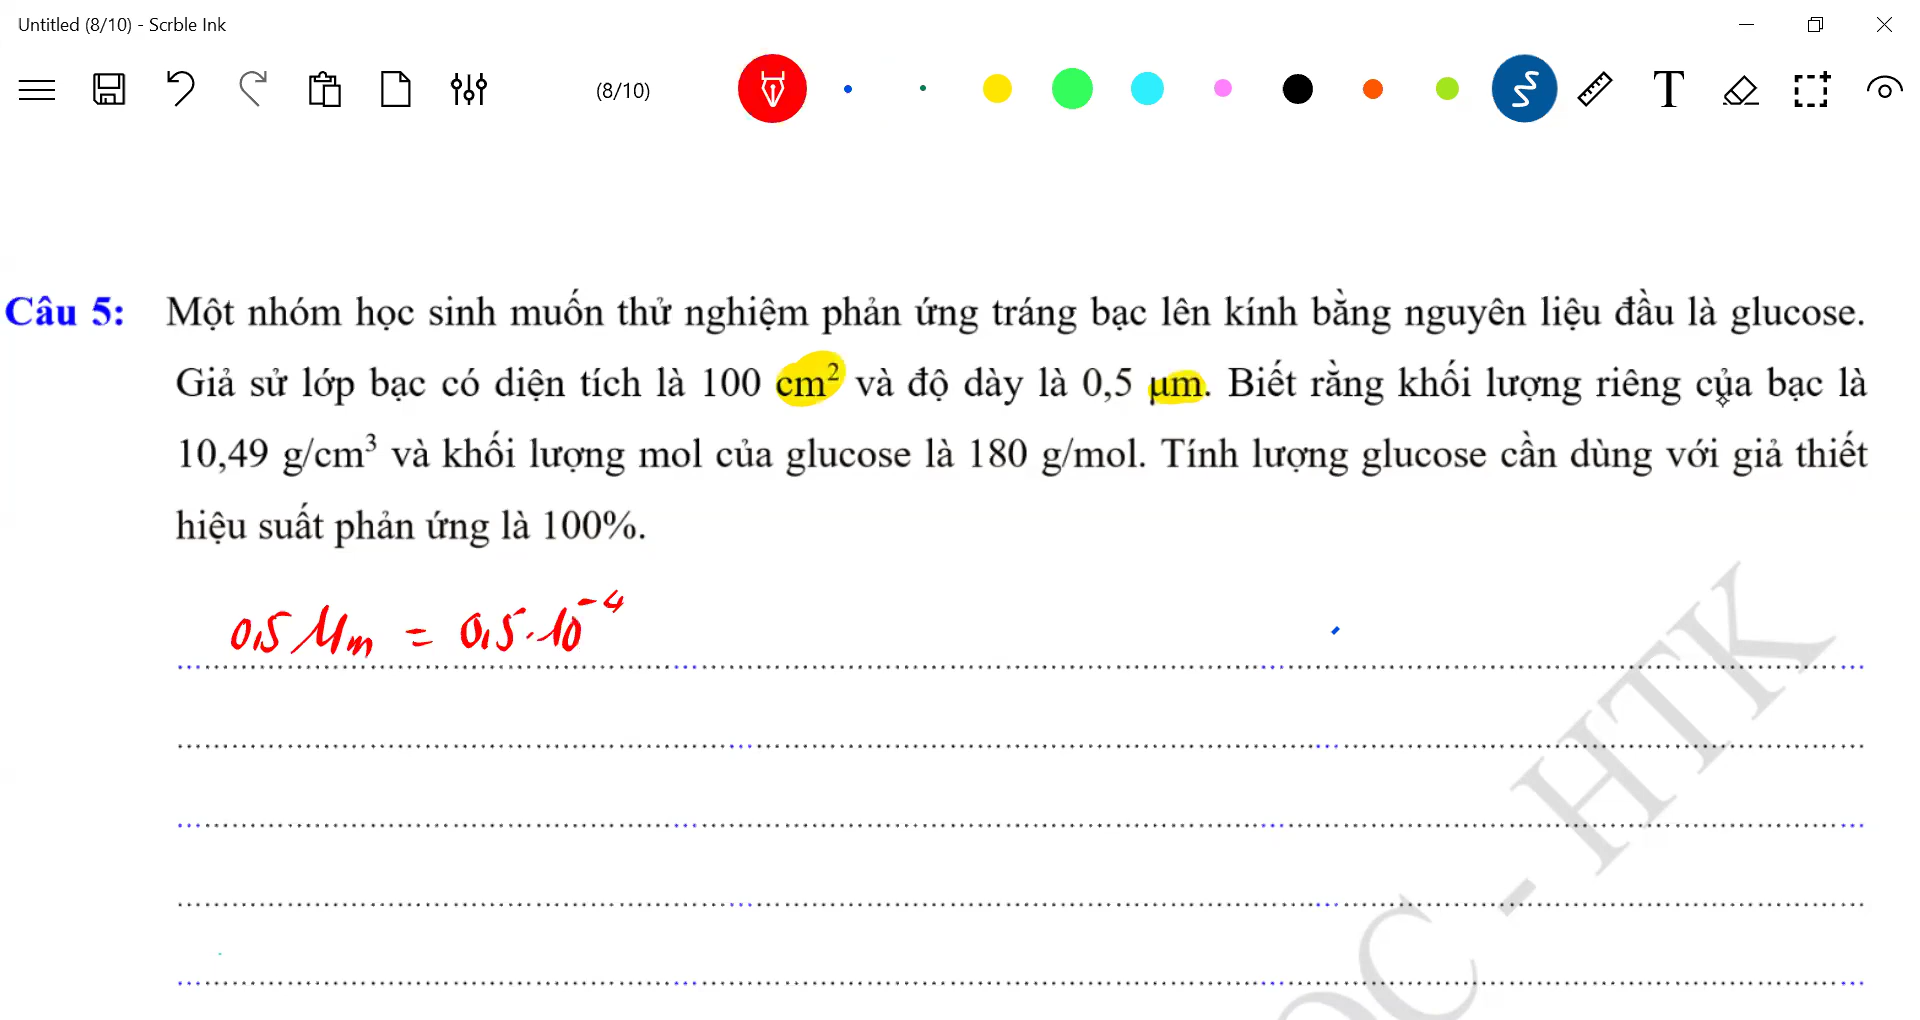 Untitled (8/10) - Scrble Ink
(8/10)
T
Câu 5: Một nhóm học sinh muốn thử nghiệm phản ứng tráng bạc lên kính bằng nguyên liệu đầu là glucose.
Giả sử lớp bạc có diện tích là 100 cm² và độ dày là 0,5 µm. Biết rằng khối lượng riêng của bạc là
10,49 g/cm³ và khối lượng mol của glucose là 180 g/mol. Tính lượng glucose cần dùng với giả thiết
hiệu suất phản ứng là 100%.
0,5 µm = 0,5.10⁻⁴
C - HTK